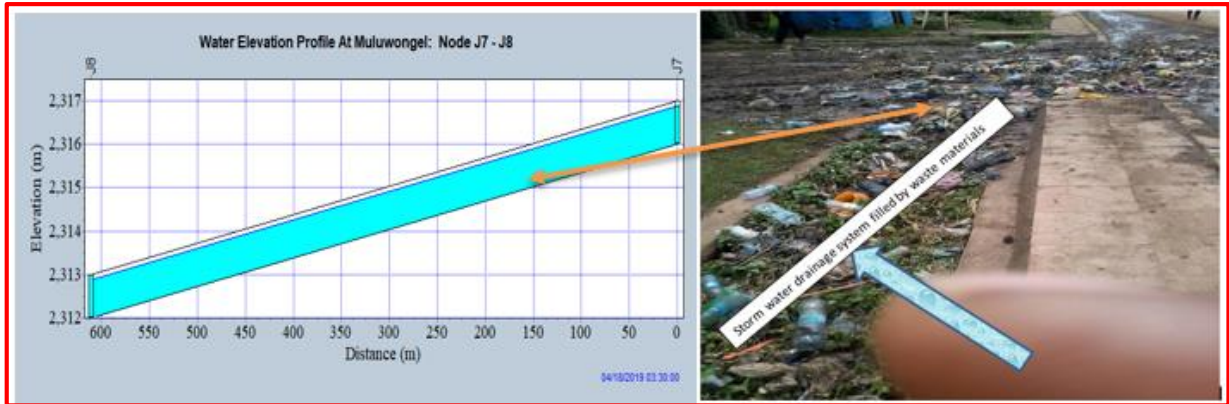 Water Elevation Profile At Muluwongel: Node J7 - J8
J8
J7
2,317
2,316
2,315
2,314
2,313
2,312
Elevation (m)
600 550 500 450 400 350 300 250 200 150 100 50 0
Distance (m)
04/18/2019 03:30:00
Storm water drainage system filled by waste materials